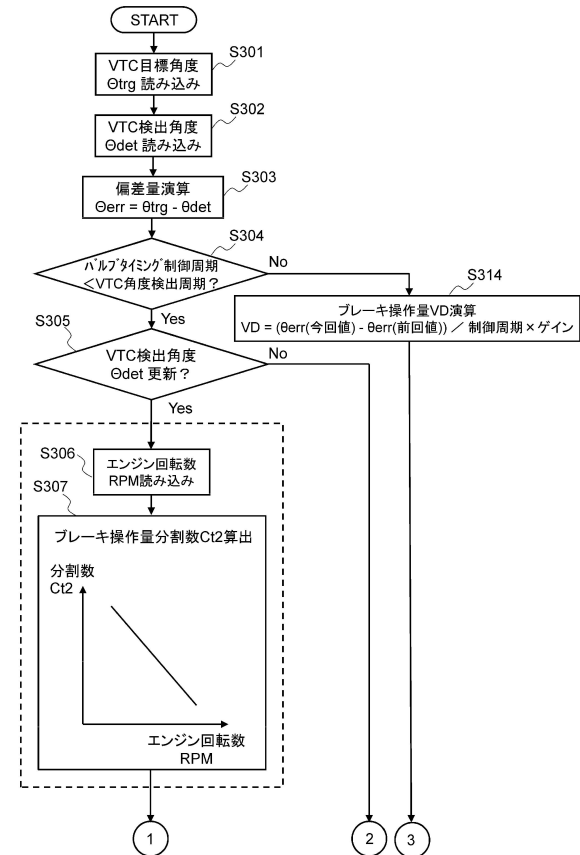 START
S301
VTC目標角度
Θtrg 読み込み
S302
VTC検出角度
Θdet 読み込み
S303
偏差量演算
Θerr = θtrg - θdet
S304
ﾊﾞﾙﾌﾞﾀｲﾐﾝｸﾞ制御周期
＜VTC角度検出周期？
No
Yes
S314
ブレーキ操作量VD演算
VD = (θerr(今回値) - θerr(前回値)) ／ 制御周期×ゲイン
S305
VTC検出角度
Θdet 更新？
No
Yes
S306
エンジン回転数
RPM読み込み
S307
ブレーキ操作量分割数Ct2算出
分割数
Ct2
エンジン回転数
RPM
1
2
3